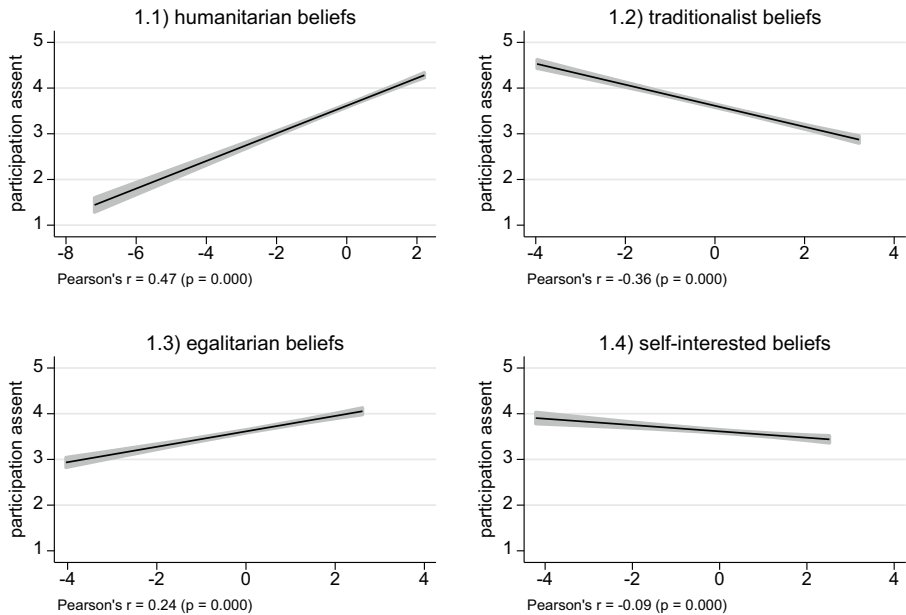 1.1) humanitarian beliefs
5
4
3
2
1
participation assent
-8 -6 -4 -2 0 2
Pearson's r = 0.47 (p = 0.000)
1.2) traditionalist beliefs
5
4
3
2
1
participation assent
-4 -2 0 2 4
Pearson's r = -0.36 (p = 0.000)
1.3) egalitarian beliefs
5
4
3
2
1
participation assent
-4 -2 0 2 4
Pearson's r = 0.24 (p = 0.000)
1.4) self-interested beliefs
5
4
3
2
1
participation assent
-4 -2 0 2 4
Pearson's r = -0.09 (p = 0.000)